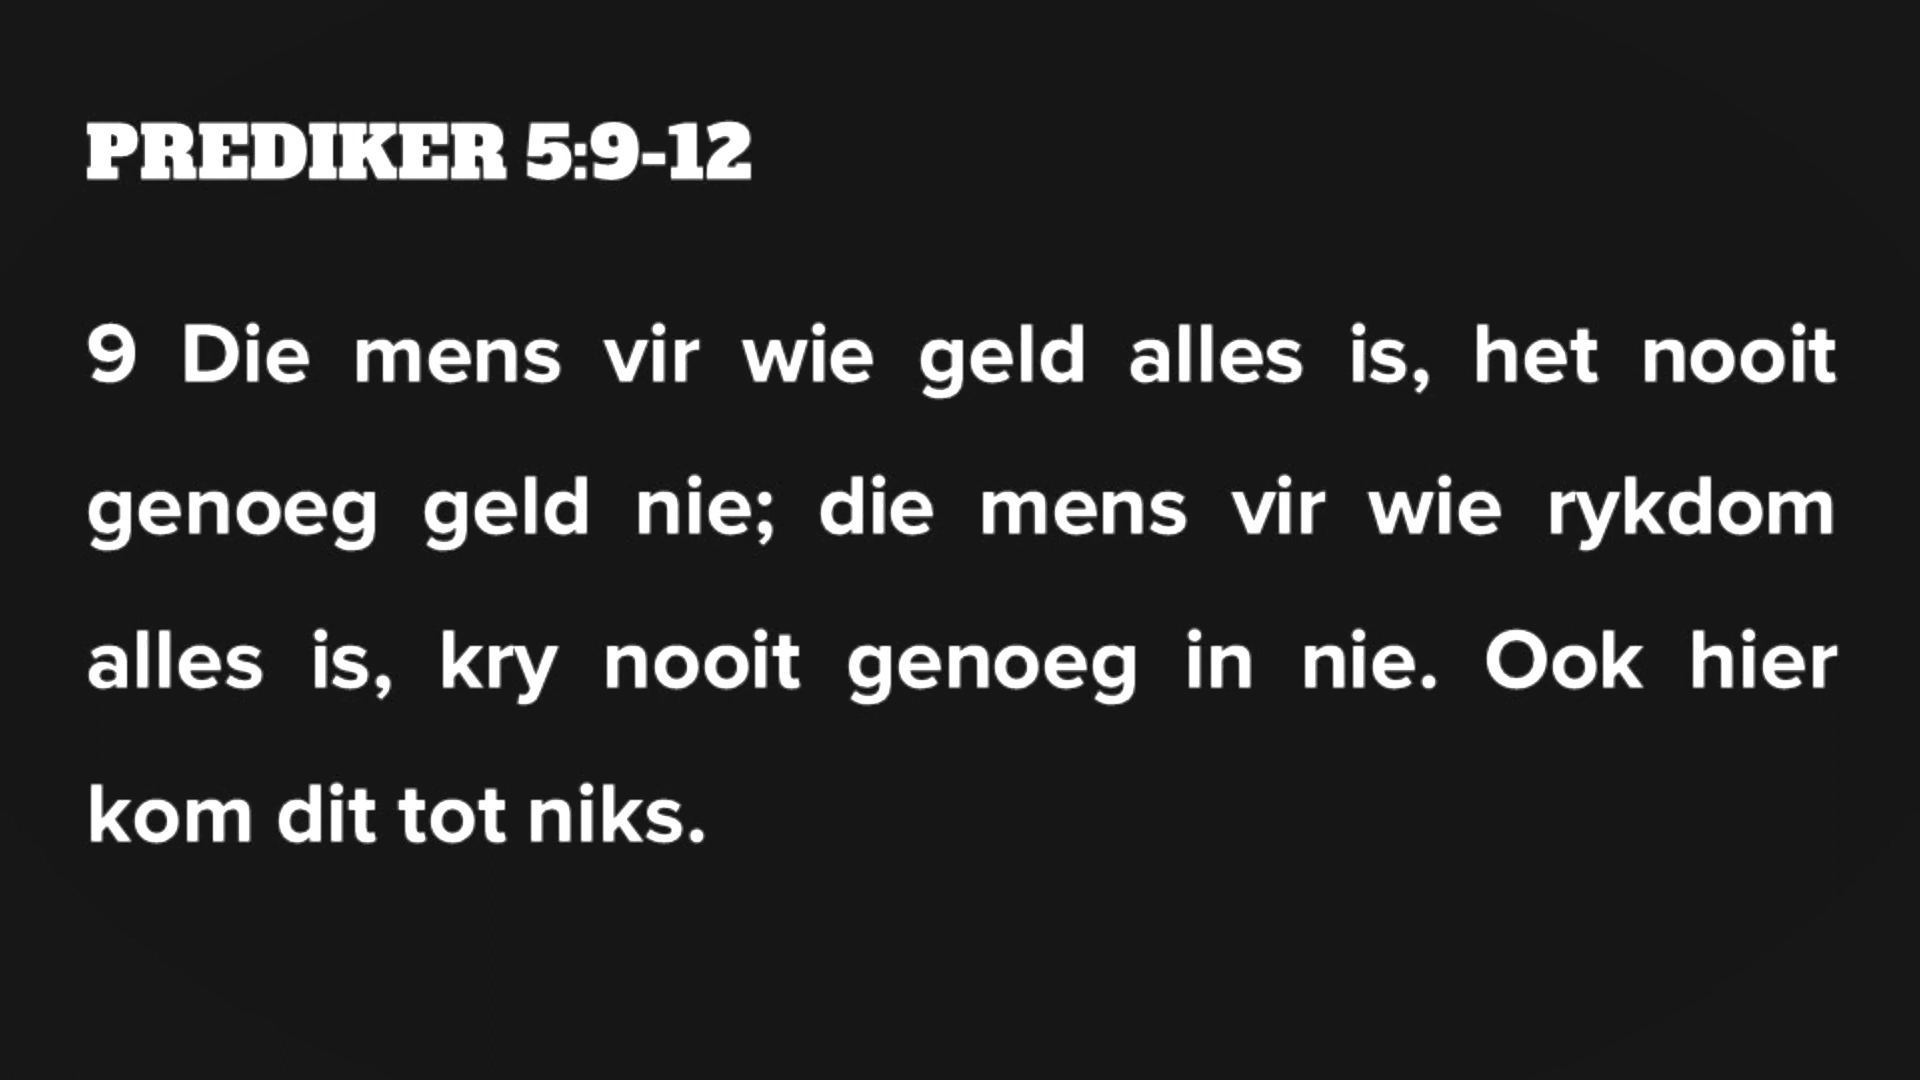 PREDIKER 5:9-12
9 Die mens vir wie geld alles is, het nooit
genoeg geld nie; die mens vir wie rykdom
alles is, kry nooit genoeg in nie. Ook hier
kom dit tot niks.